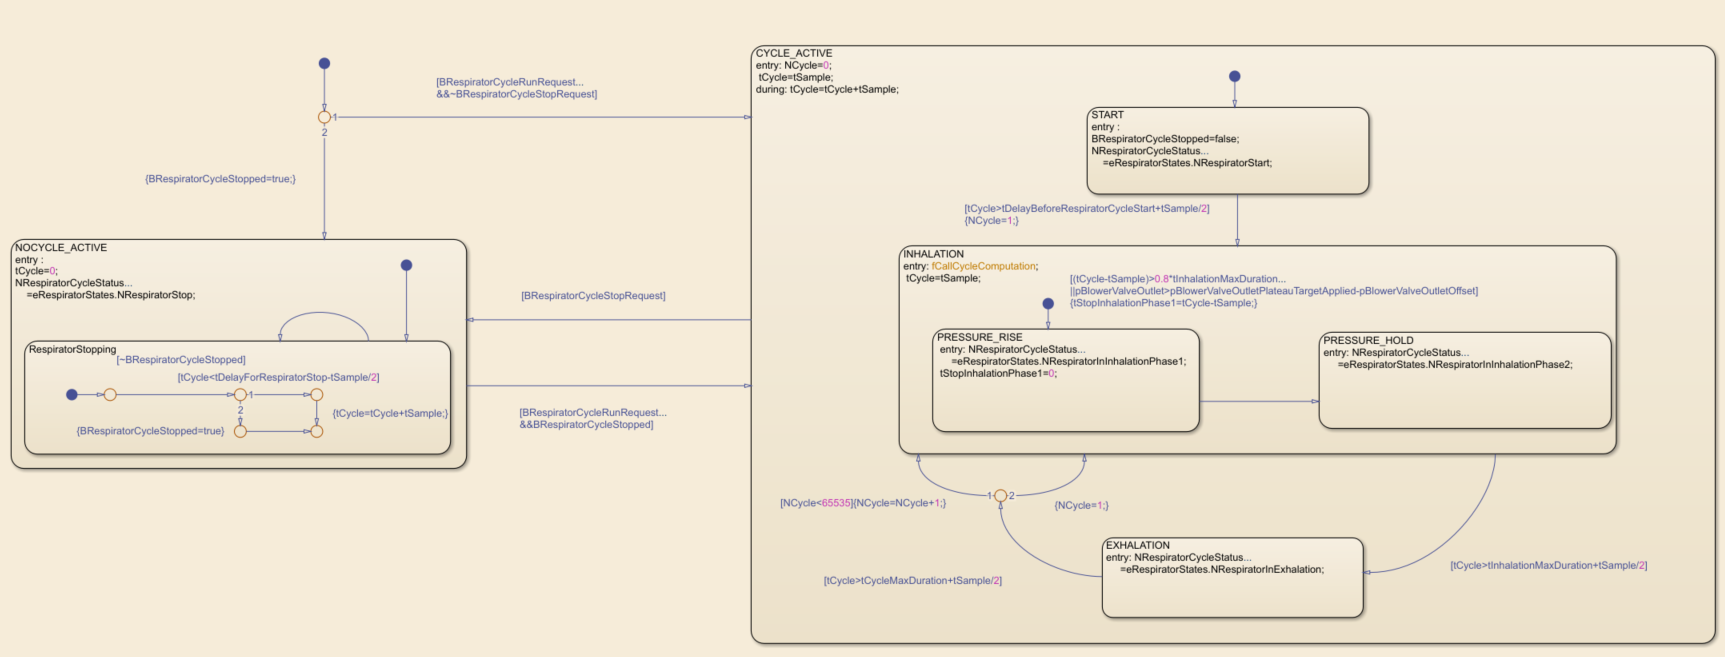 [BRespiratorCycleRunRequest...
&&~BRespiratorCycleStopRequest]
1
2
{BRespiratorCycleStopped=true;}
NOCYCLE_ACTIVE
entry :
tCycle=0;
NRespiratorCycleStatus...
=eRespiratorStates.NRespiratorStop;
RespiratorStopping
[~BRespiratorCycleStopped]
[tCycle<tDelayForRespiratorStop-tSample/2]
1
2
{tCycle=tCycle+tSample;}
{BRespiratorCycleStopped=true}
[BRespiratorCycleStopRequest]
[BRespiratorCycleRunRequest...
&&BRespiratorCycleStopped]
CYCLE_ACTIVE
entry: NCycle=0;
tCycle=tSample;
during: tCycle=tCycle+tSample;
START
entry :
BRespiratorCycleStopped=false;
NRespiratorCycleStatus...
=eRespiratorStates.NRespiratorStart;
[tCycle>tDelayBeforeRespiratorCycleStart+tSample/2]
{NCycle=1;}
INHALATION
entry: fCallCycleComputation;
tCycle=tSample;
[(tCycle-tSample)>0.8*tInhalationMaxDuration...
||pBlowerValveOutlet>pBlowerValveOutletPlateauTargetApplied-pBlowerValveOutletOffset]
{tStopInhalationPhase1=tCycle-tSample;}
PRESSURE_RISE
entry: NRespiratorCycleStatus...
=eRespiratorStates.NRespiratorInInhalationPhase1;
tStopInhalationPhase1=0;
PRESSURE_HOLD
entry: NRespiratorCycleStatus...
=eRespiratorStates.NRespiratorInInhalationPhase2;
1
2
[NCycle<65535]{NCycle=NCycle+1;}
{NCycle=1;}
EXHALATION
entry: NRespiratorCycleStatus...
=eRespiratorStates.NRespiratorInExhalation;
[tCycle>tCycleMaxDuration+tSample/2]
[tCycle>tInhalationMaxDuration+tSample/2]